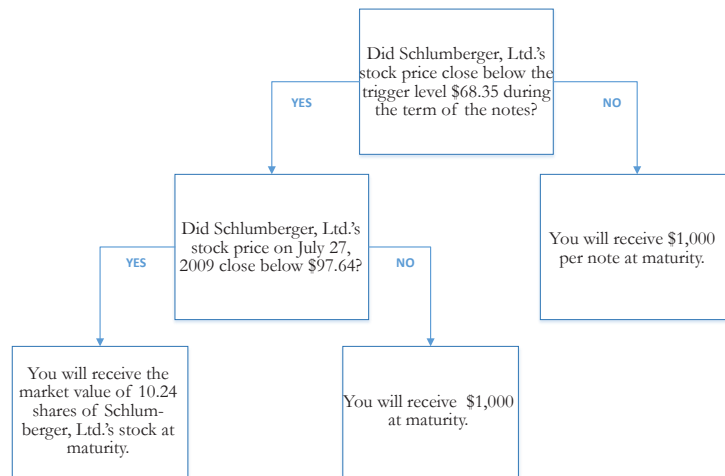 Did Schlumberger, Ltd.'s
stock price close below the
trigger level $68.35 during
the term of the notes?
YES
NO
Did Schlumberger, Ltd.'s
stock price on July 27,
2009 close below $97.64?
You will receive $1,000
per note at maturity.
YES
NO
You will receive the
market value of 10.24
shares of Schlum-
berger, Ltd.'s stock at
maturity.
You will receive $1,000
at maturity.